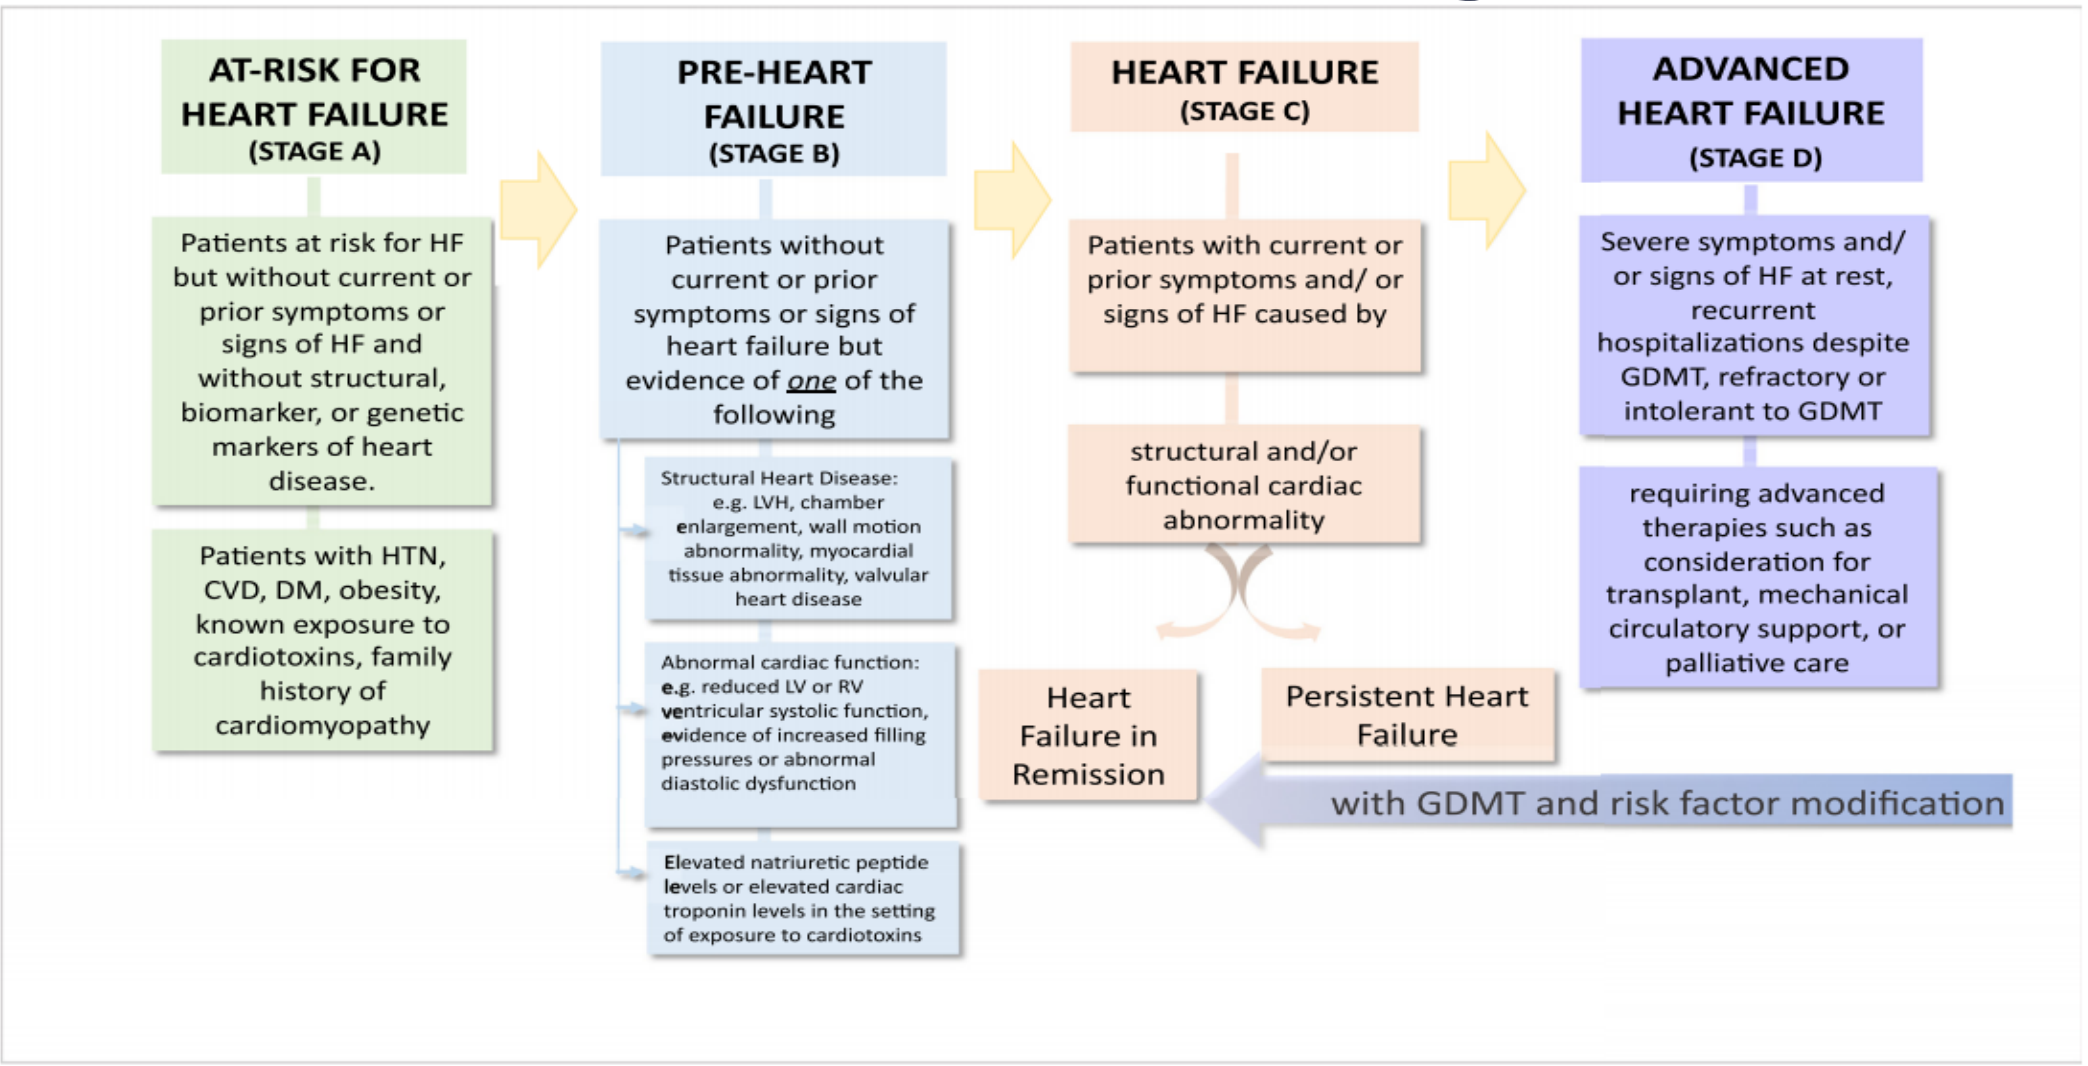 AT-RISK FOR
HEART FAILURE
(STAGE A)
Patients at risk for HF
but without current or
prior symptoms or
signs of HF and
without structural,
biomarker, or genetic
markers of heart
disease.
Patients with HTN,
CVD, DM, obesity,
known exposure to
cardiotoxins, family
history of
cardiomyopathy
PRE-HEART
FAILURE
(STAGE B)
Patients without
current or prior
symptoms or signs of
heart failure but
evidence of one of the
following
Structural Heart Disease:
e.g. LVH, chamber
enlargement, wall motion
abnormality, myocardial
tissue abnormality, valvular
heart disease
Abnormal cardiac function:
e.g. reduced LV or RV
ventricular systolic function,
evidence of increased filling
pressures or abnormal
diastolic dysfunction
Elevated natriuretic peptide
levels or elevated cardiac
troponin levels in the setting
of exposure to cardiotoxins
HEART FAILURE
(STAGE C)
Patients with current or
prior symptoms and/ or
signs of HF caused by
structural and/or
functional cardiac
abnormality
Heart
Failure in
Remission
Persistent Heart
Failure
with GDMT and risk factor modification
ADVANCED
HEART FAILURE
(STAGE D)
Severe symptoms and/
or signs of HF at rest,
recurrent
hospitalizations despite
GDMT, refractory or
intolerant to GDMT
requiring advanced
therapies such as
consideration for
transplant, mechanical
circulatory support, or
palliative care